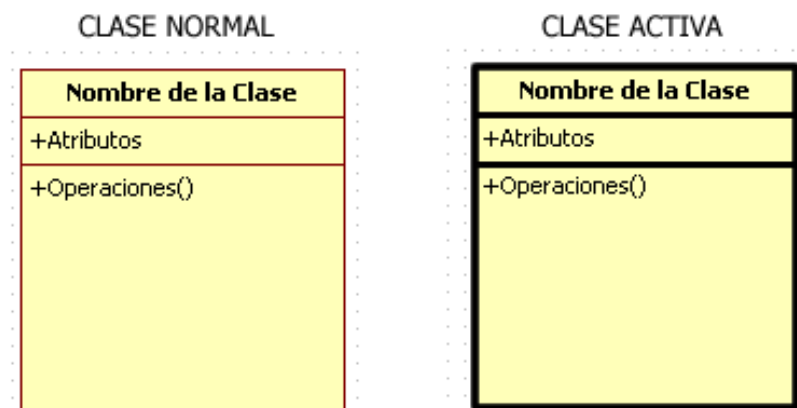 CLASE NORMAL
Nombre de la Clase
+Atributos
+Operaciones()
CLASE ACTIVA
Nombre de la Clase
+Atributos
+Operaciones()